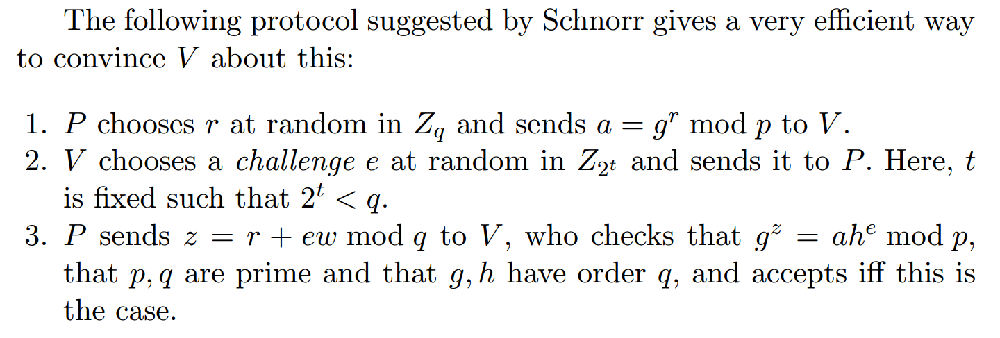 The following protocol suggested by Schnorr gives a very efficient way
to convince V about this:
1. P chooses r at random in Z_q and sends a = g^r mod p to V.
2. V chooses a challenge e at random in Z_{2^t} and sends it to P. Here, t
is fixed such that 2^t < q.
3. P sends z = r + ew mod q to V, who checks that g^z = ah^e mod p,
that p, q are prime and that g, h have order q, and accepts iff this is
the case.